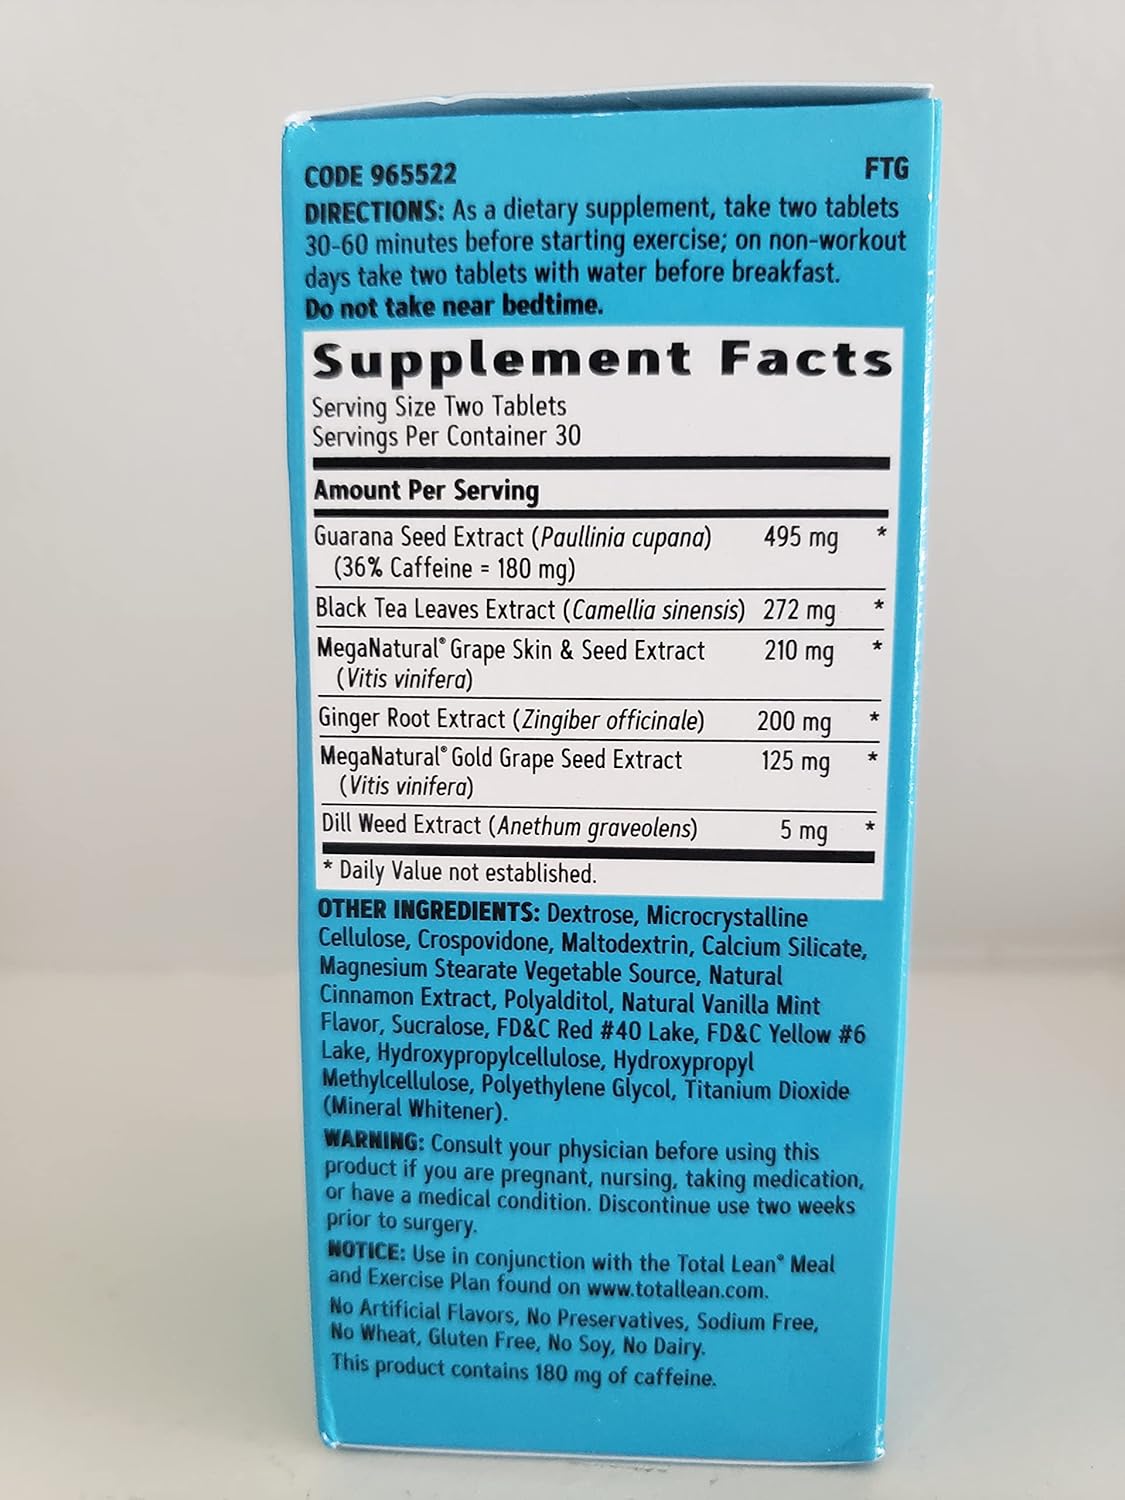 CODE 965522 FTG
DIRECTIONS: As a dietary supplement, take two tablets
30-60 minutes before starting exercise; on non-workout
days take two tablets with water before breakfast.
Do not take near bedtime.
Supplement Facts
Serving Size Two Tablets
Servings Per Container 30
Amount Per Serving
Guarana Seed Extract (Paullinia cupana) 495 mg *
(36% Caffeine = 180 mg)
Black Tea Leaves Extract (Camellia sinensis) 272 mg *
MegaNatural® Grape Skin & Seed Extract 210 mg *
(Vitis vinifera)
Ginger Root Extract (Zingiber officinale) 200 mg *
MegaNatural® Gold Grape Seed Extract 125 mg *
(Vitis vinifera)
Dill Weed Extract (Anethum graveolens) 5 mg *
* Daily Value not established.
OTHER INGREDIENTS: Dextrose, Microcrystalline
Cellulose, Crospovidone, Maltodextrin, Calcium Silicate,
Magnesium Stearate Vegetable Source, Natural
Cinnamon Extract, Polyalditol, Natural Vanilla Mint
Flavor, Sucralose, FD&C Red #40 Lake, FD&C Yellow #6
Lake, Hydroxypropylcellulose, Hydroxypropyl
Methylcellulose, Polyethylene Glycol, Titanium Dioxide
(Mineral Whitener).
WARNING: Consult your physician before using this
product if you are pregnant, nursing, taking medication,
or have a medical condition. Discontinue use two weeks
prior to surgery.
NOTICE: Use in conjunction with the Total Lean® Meal
and Exercise Plan found on www.totallean.com.
No Artificial Flavors, No Preservatives, Sodium Free,
No Wheat, Gluten Free, No Soy, No Dairy.
This product contains 180 mg of caffeine.